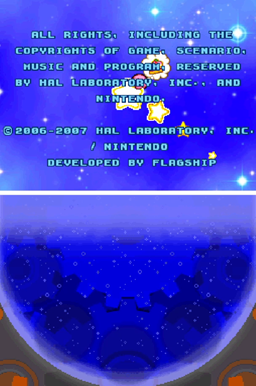 ALL RIGHTS, INCLUDING THE
COPYRIGHTS OF GAME, SCENARIO,
MUSIC AND PROGRAM, RESERVED
BY HAL LABORATORY, INC., AND
NINTENDO.
©2006-2007 HAL LABORATORY, INC.
/ NINTENDO
DEVELOPED BY FLAGSHIP